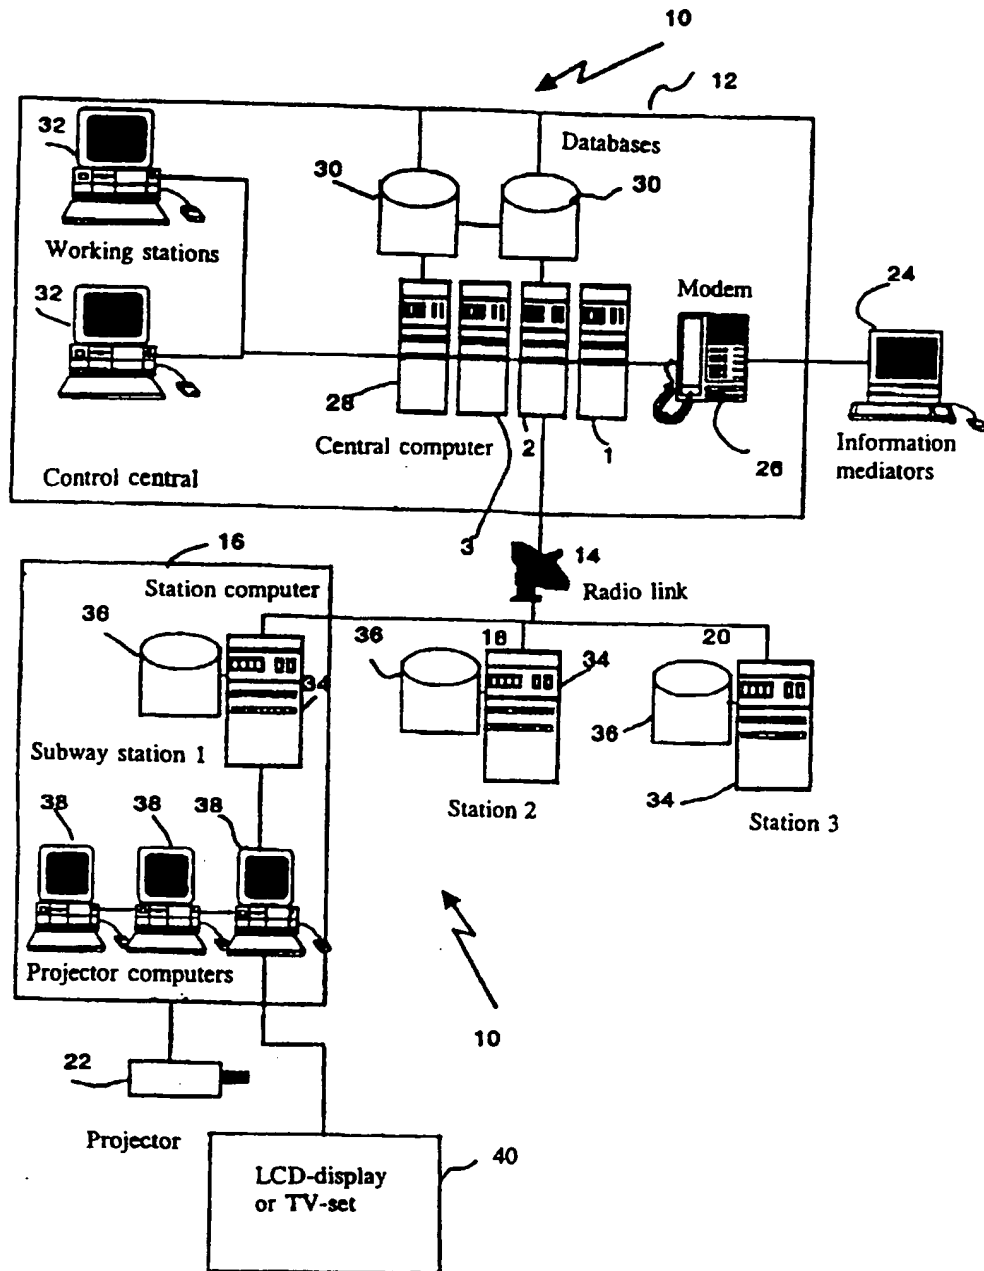 10
12
32
Databases
30
30
Working stations
32
Modem
24
28
Central computer
2
1
26
Information
mediators
Control central
3
16
14
Station computer
Radio link
36
36
18
34
20
34
36
Subway station 1
34
Station 2
Station 3
38
38
38
Projector computers
10
22
Projector
40
LCD-display
or TV-set